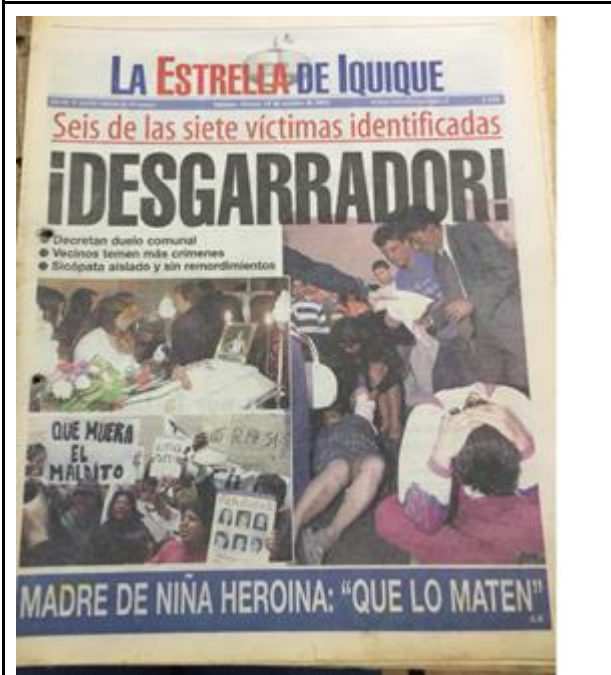 LA ESTRELLA DE IQUIQUE
Seis de las siete víctimas identificadas
¡DESGARRADOR!
● Decretan duelo comunal
● Vecinos temen más crímenes
● Sicópata aislado y sin remordimientos
QUE MUERA
EL
MALDITO
MADRE DE NIÑA HEROINA: “QUE LO MATEN”